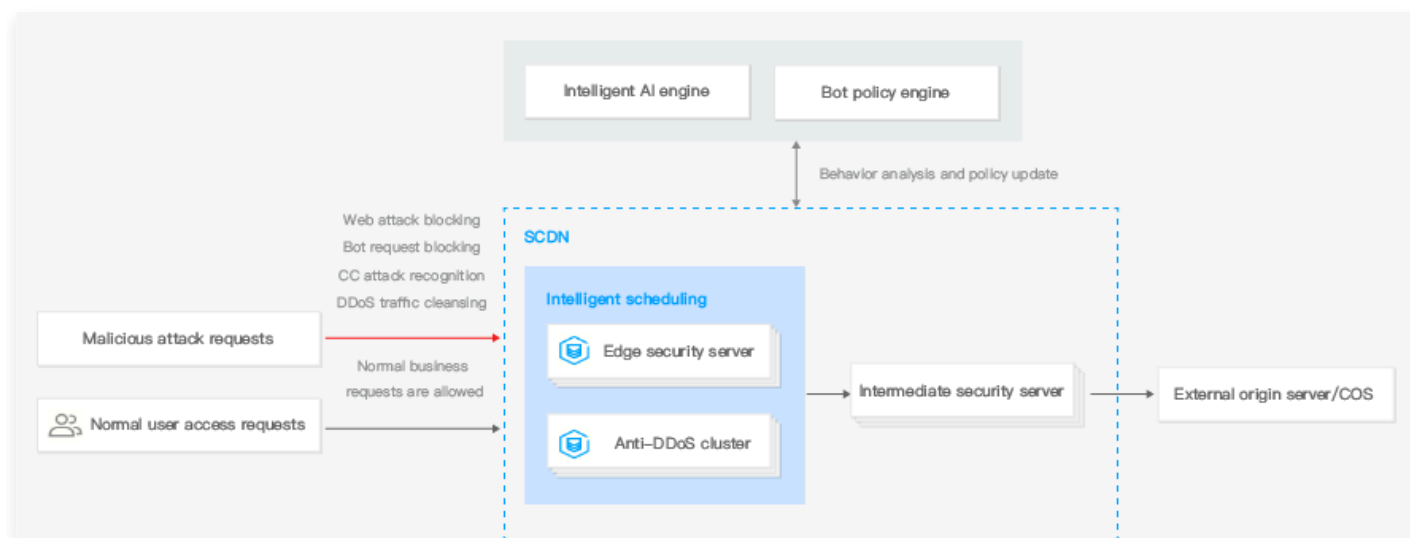 Intelligent AI engine
Bot policy engine
Behavior analysis and policy update
Web attack blocking
Bot request blocking
CC attack recognition
DDoS traffic cleansing
SCDN
Intelligent scheduling
Malicious attack requests
Edge security server
Normal business
requests are allowed
Intermediate security server
External origin server/COS
Normal user access requests
Anti-DDoS cluster